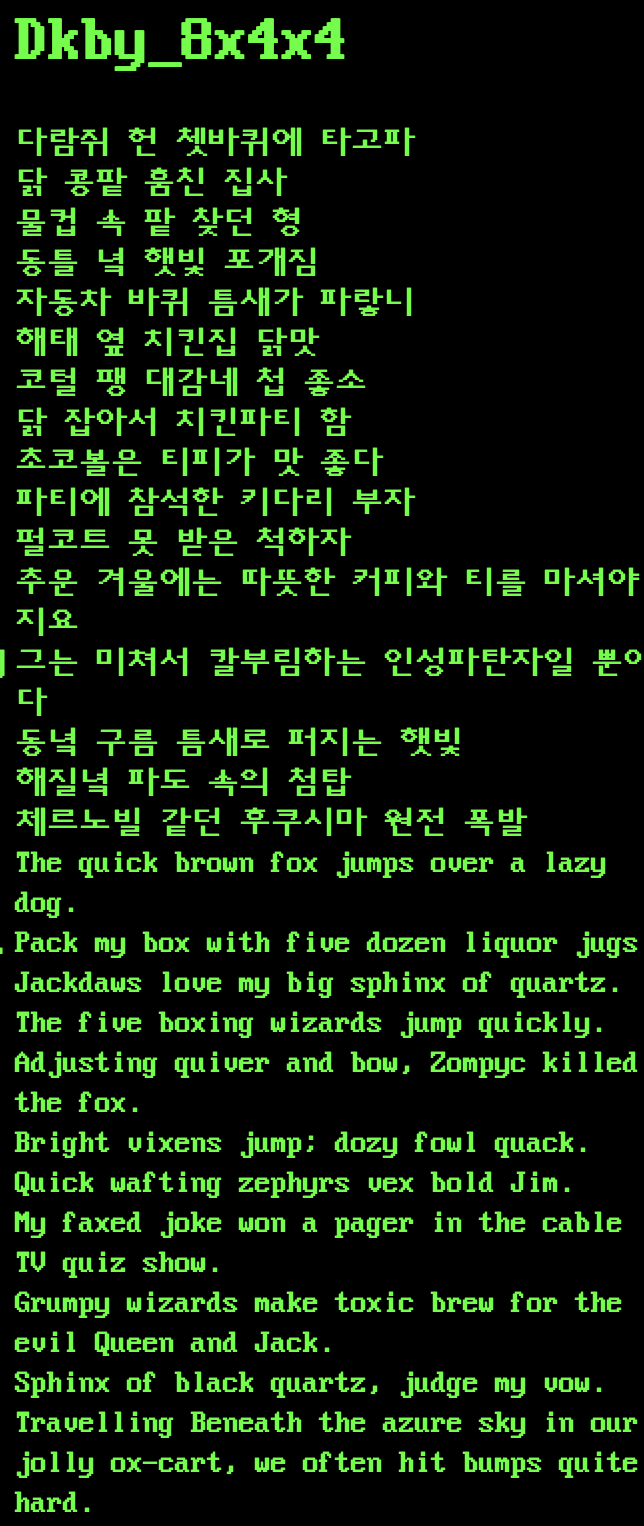 Dkby_8x4x4
다람쥐 헌 쳇바퀴에 타고파
닭 콩팥 훔친 집사
물컵 속 팥 찾던 형
동틀 녘 햇빛 포개짐
자동차 바퀴 틈새가 파랗니
해태 옆 치킨집 닭맛
코털 팽 대감네 첩 좋소
닭 잡아서 치킨파티 함
초코볼은 티피가 맛 좋다
파티에 참석한 키다리 부자
펄코트 못 받은 척하자
추운 겨울에는 따뜻한 커피와 티를 마셔야
지요
그는 미쳐서 칼부림하는 인성파탄자일 뿐이
다
동녘 구름 틈새로 퍼지는 햇빛
해질녘 파도 속의 첨탑
체르노빌 같던 후쿠시마 원전 폭발
The quick brown fox jumps over a lazy
dog.
Pack my box with five dozen liquor jugs.
Jackdaws love my big sphinx of quartz.
The five boxing wizards jump quickly.
Adjusting quiver and bow, Zompyc killed
the fox.
Bright vixens jump; dozy fowl quack.
Quick wafting zephyrs vex bold Jim.
My faxed joke won a pager in the cable
TV quiz show.
Grumpy wizards make toxic brew for the
evil Queen and Jack.
Sphinx of black quartz, judge my vow.
Travelling Beneath the azure sky in our
jolly ox-cart, we often hit bumps quite
hard.